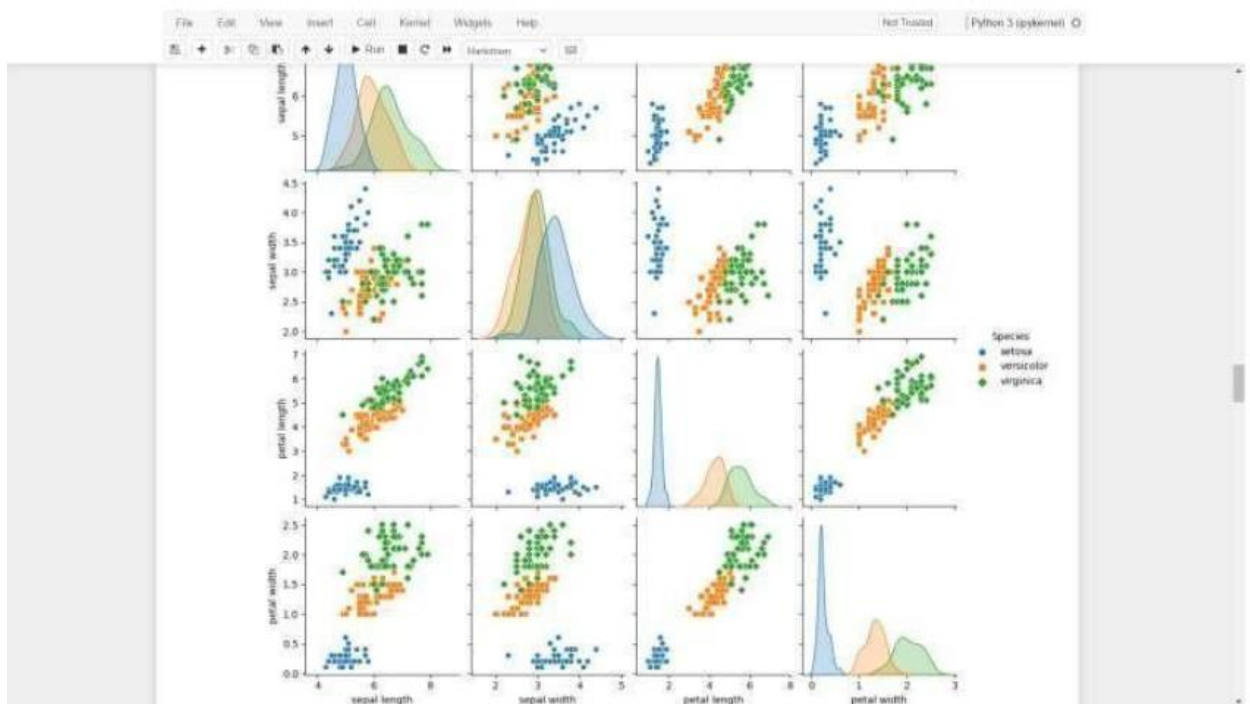 File Edit View Insert Cell Kernel Widgets Help Not Trusted Python 3 (ipykernel)
Run Markdown
sepal length
6
5
4.5
4.0
3.5
3.0
2.5
2.0
sepal width
7
6
5
4
3
2
1
petal length
2.5
2.0
1.5
1.0
0.5
0.0
petal width
4 6 8 2 3 4 5 2 4 6 8 0 1 2 3
sepal length sepal width petal length petal width
Species
setosa
versicolor
virginica